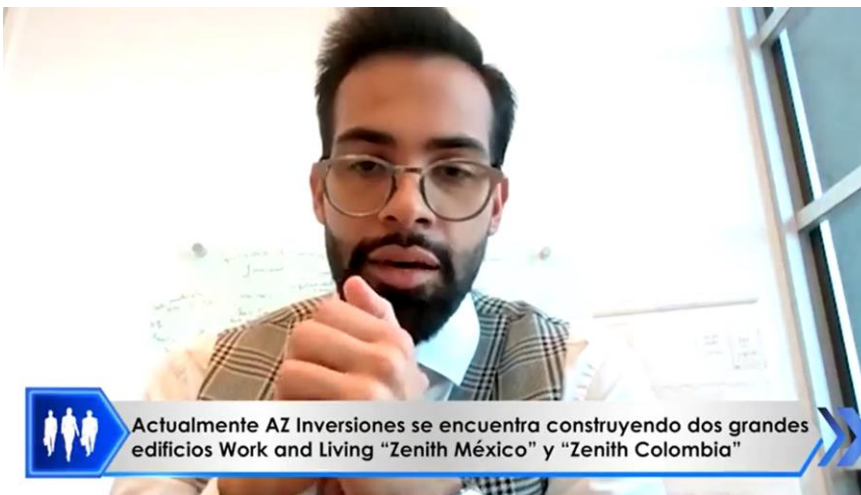 Actualmente AZ Inversiones se encuentra construyendo dos grandes
edificios Work and Living “Zenith México” y “Zenith Colombia”